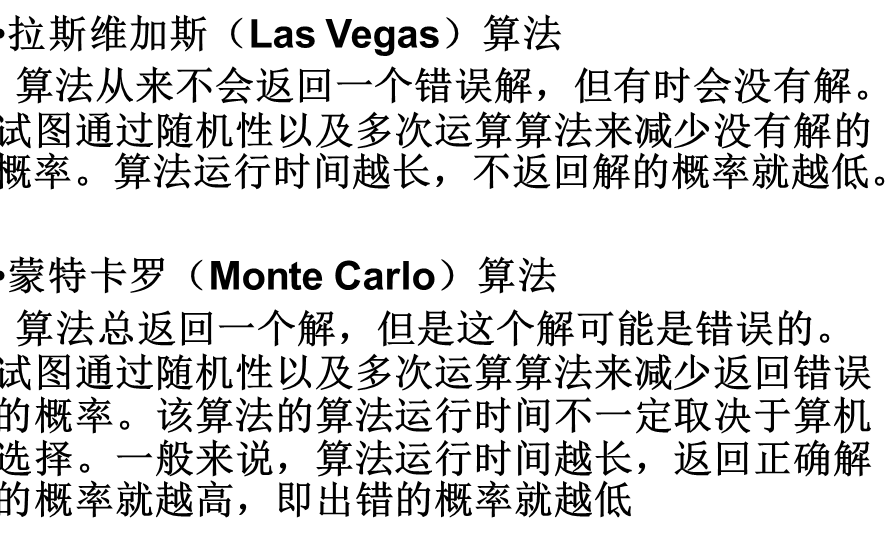 •拉斯维加斯（Las Vegas）算法
算法从来不会返回一个错误解，但有时会没有解。
试图通过随机性以及多次运算算法来减少没有解的
概率。算法运行时间越长，不返回解的概率就越低。
•蒙特卡罗（Monte Carlo）算法
算法总返回一个解，但是这个解可能是错误的。
试图通过随机性以及多次运算算法来减少返回错误
的概率。该算法的算法运行时间不一定取决于算机
选择。一般来说，算法运行时间越长，返回正确解
的概率就越高，即出错的概率就越低